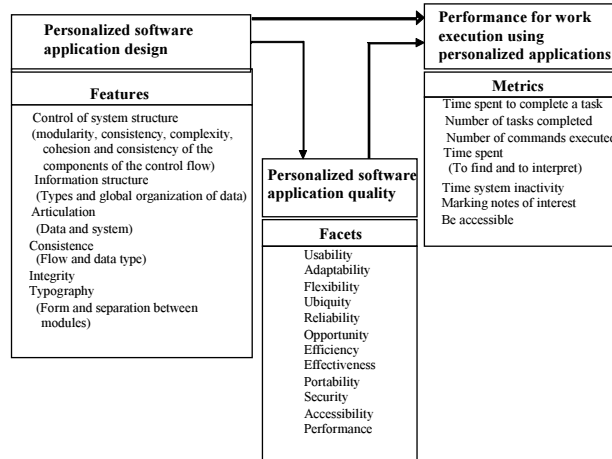 Personalized software
application design
Features
Control of system structure
(modularity, consistency, complexity,
cohesion and consistency of the
components of the control flow)
Information structure
(Types and global organization of data)
Articulation
(Data and system)
Consistence
(Flow and data type)
Integrity
Typography
(Form and separation between
modules)
Personalized software
application quality
Facets
Usability
Adaptability
Flexibility
Ubiquity
Reliability
Opportunity
Efficiency
Effectiveness
Portability
Security
Accessibility
Performance
Performance for work
execution using
personalized applications
Metrics
Time spent to complete a task
Number of tasks completed
Number of commands executed
Time spent
(To find and to interpret)
Time system inactivity
Marking notes of interest
Be accessible